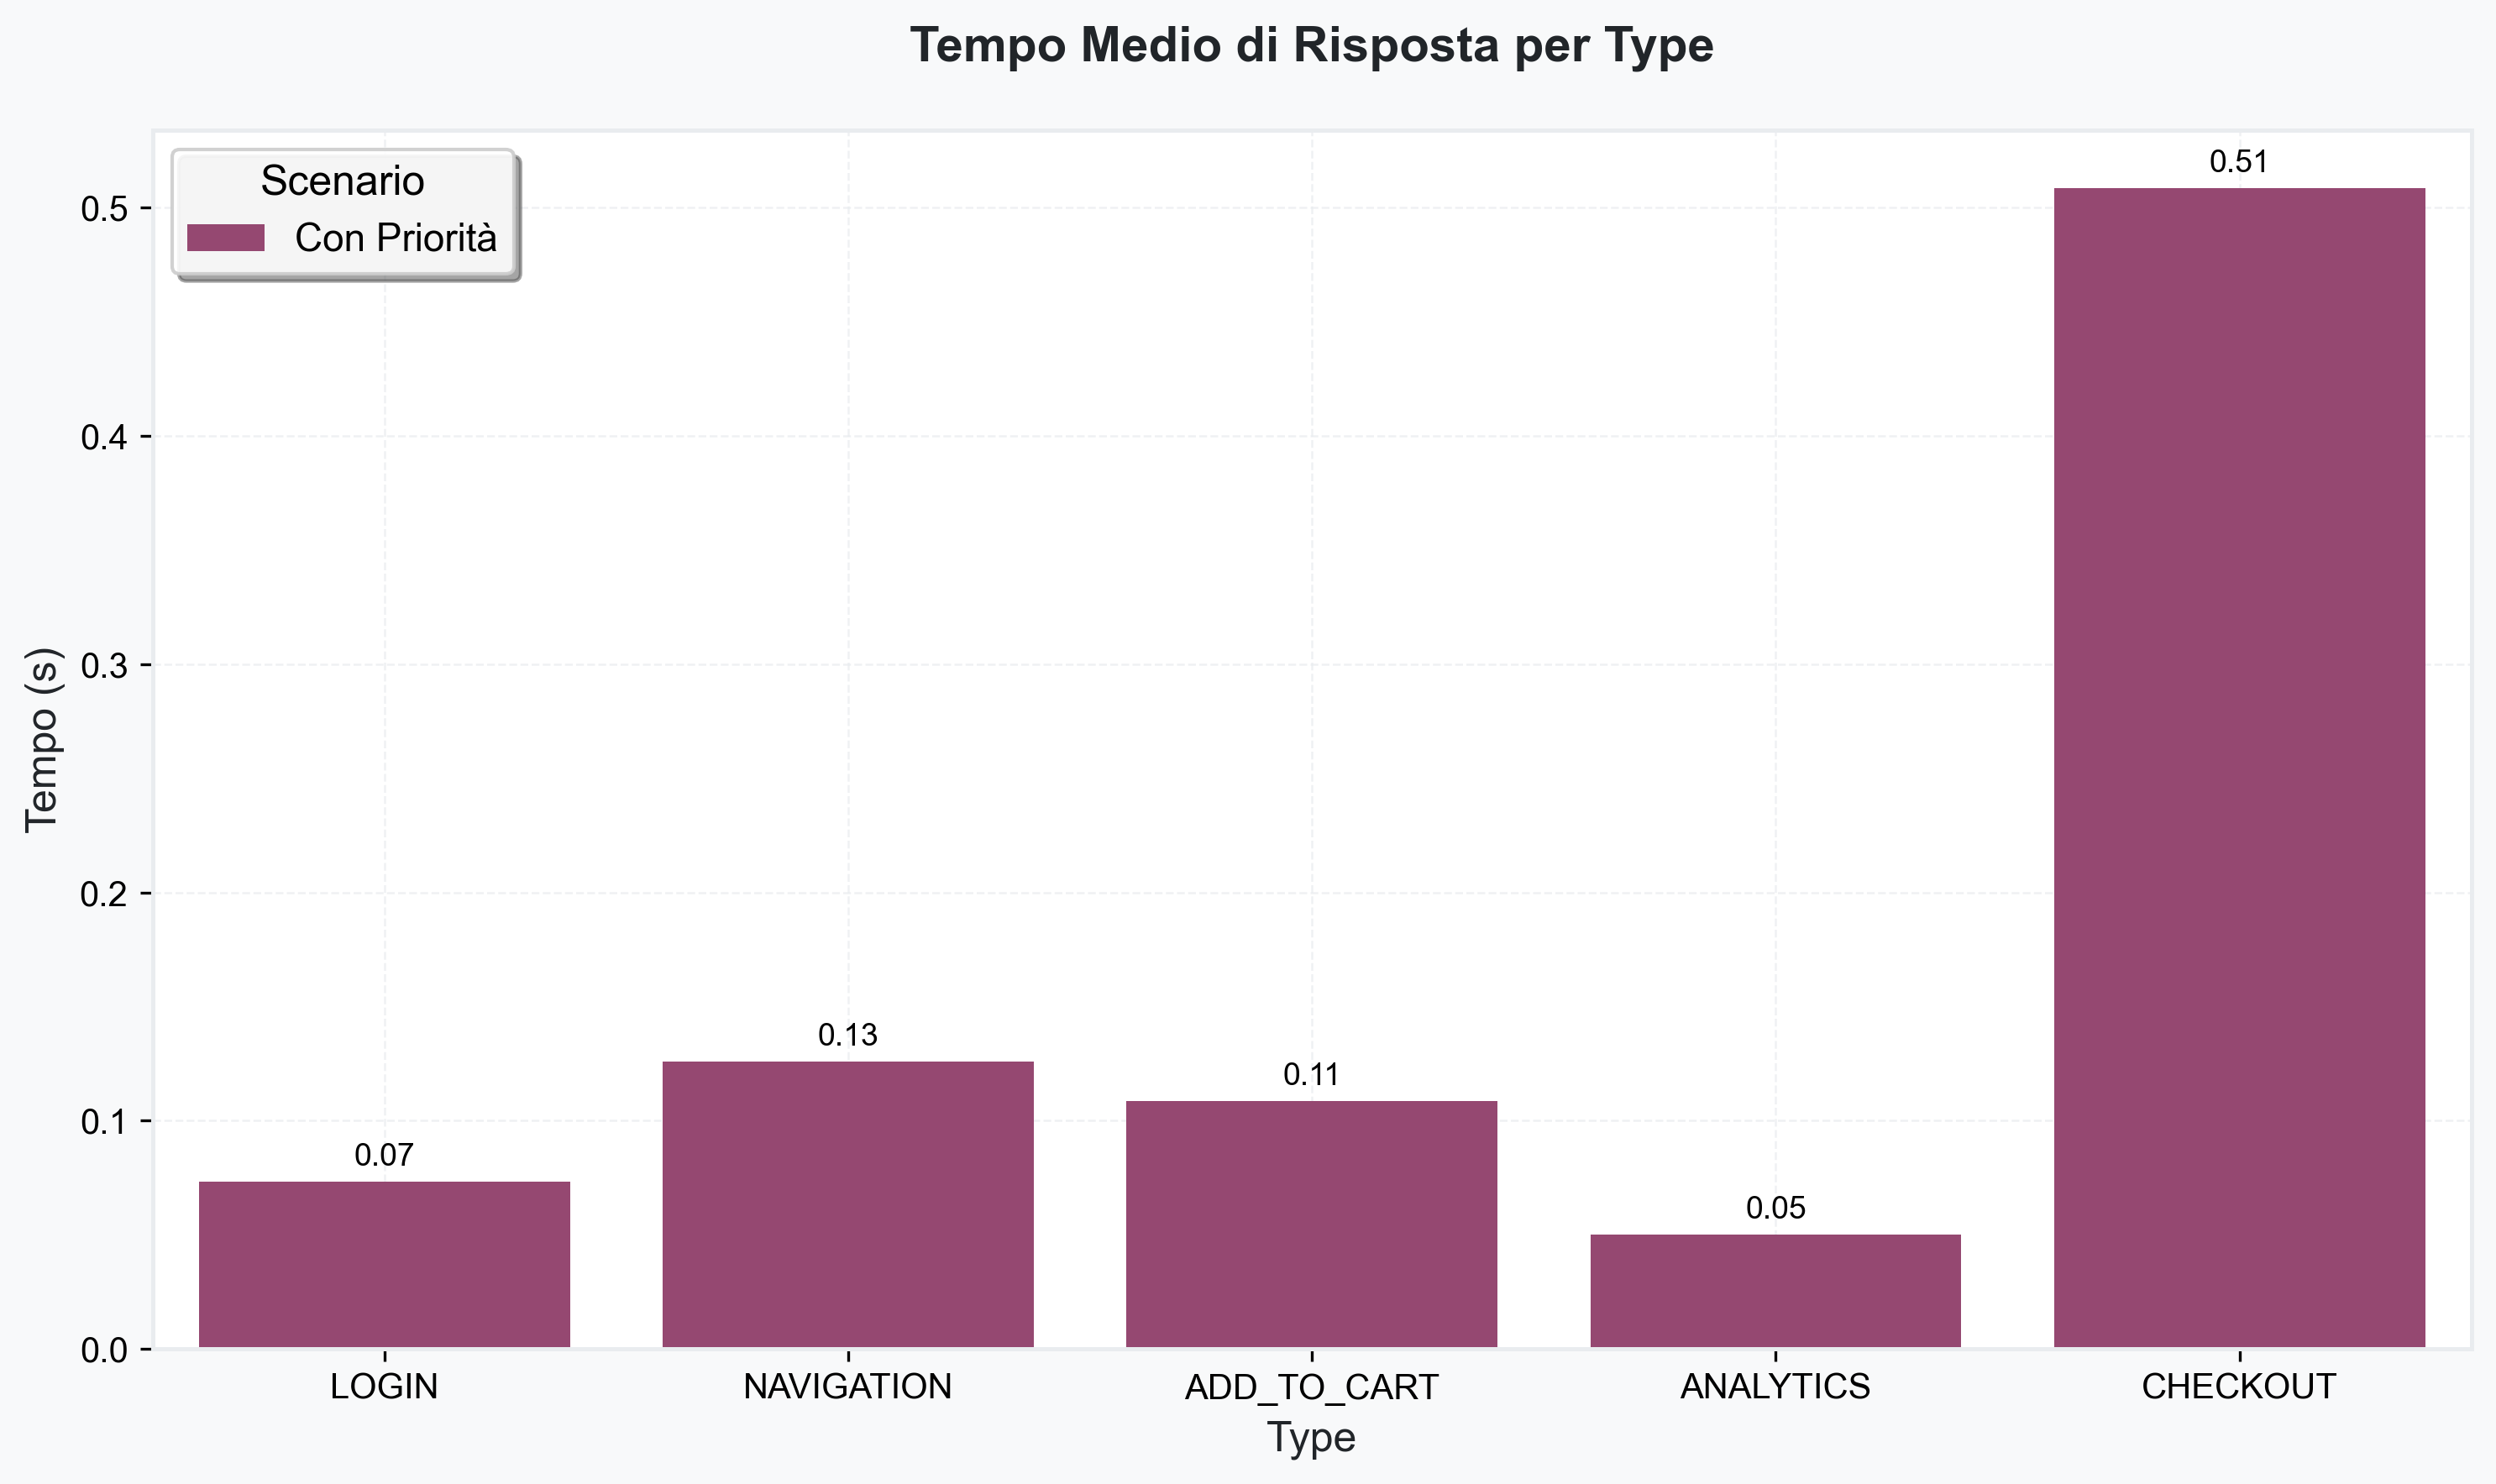 Tempo Medio di Risposta per Type
Scenario
Con Priorità
Tempo (s)
0.5
0.4
0.3
0.2
0.1
0.0
0.07
0.13
0.11
0.05
0.51
LOGIN
NAVIGATION
ADD_TO_CART
ANALYTICS
CHECKOUT
Type